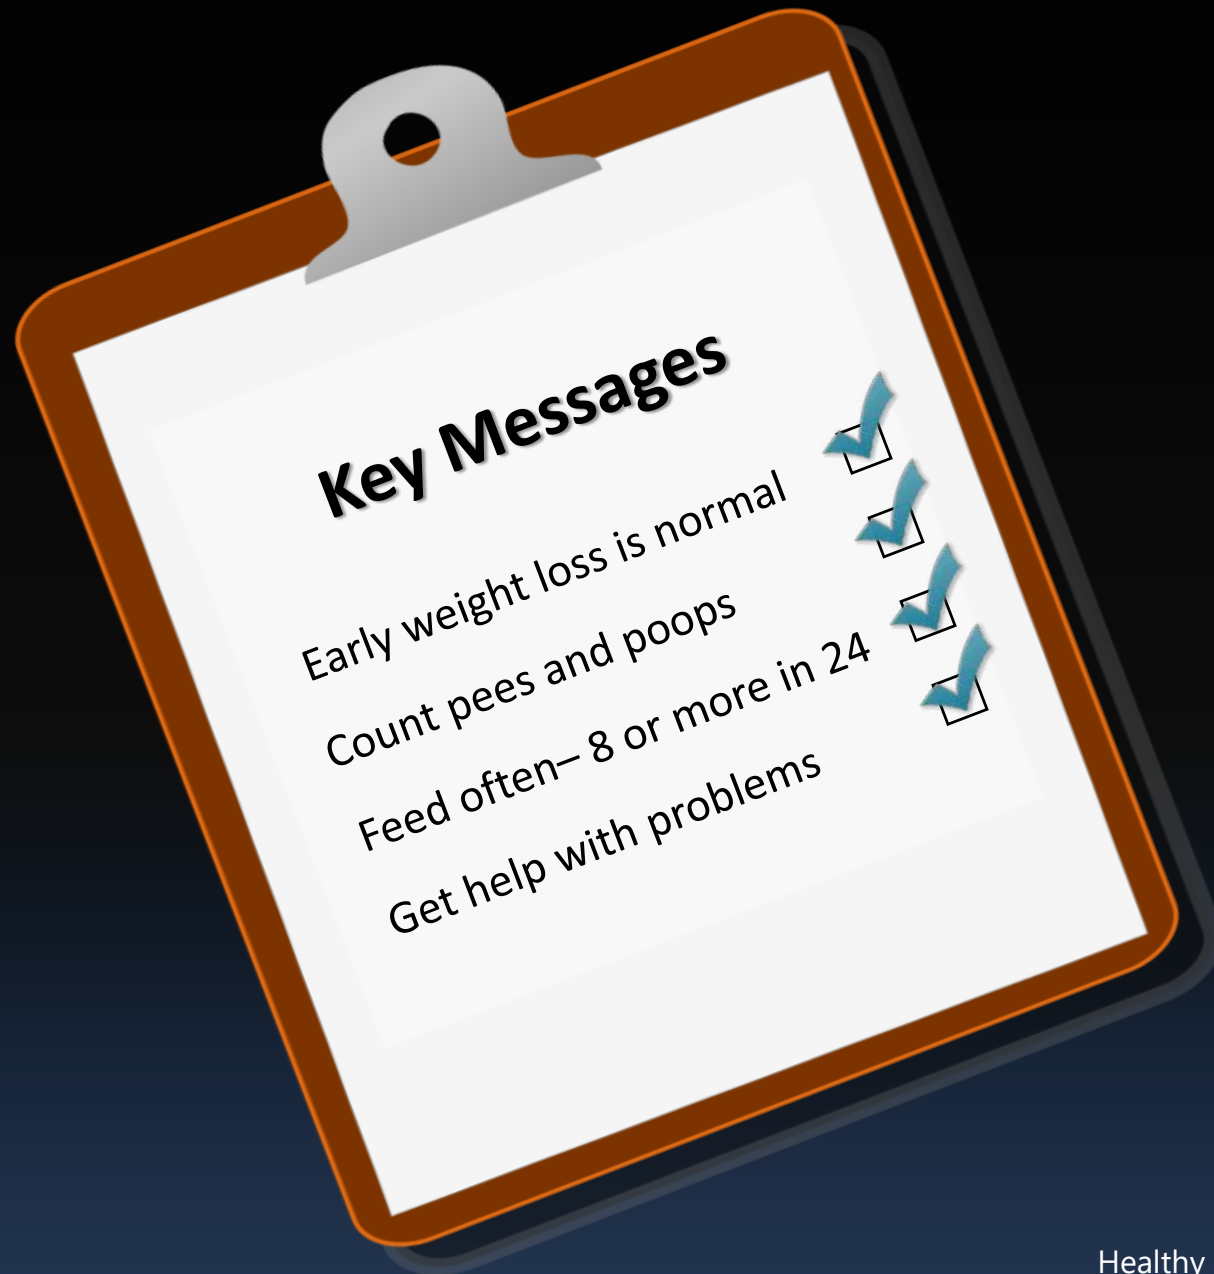 Key Messages
Early weight loss is normal
Count pees and poops
Feed often– 8 or more in 24
Get help with problems
Healthy